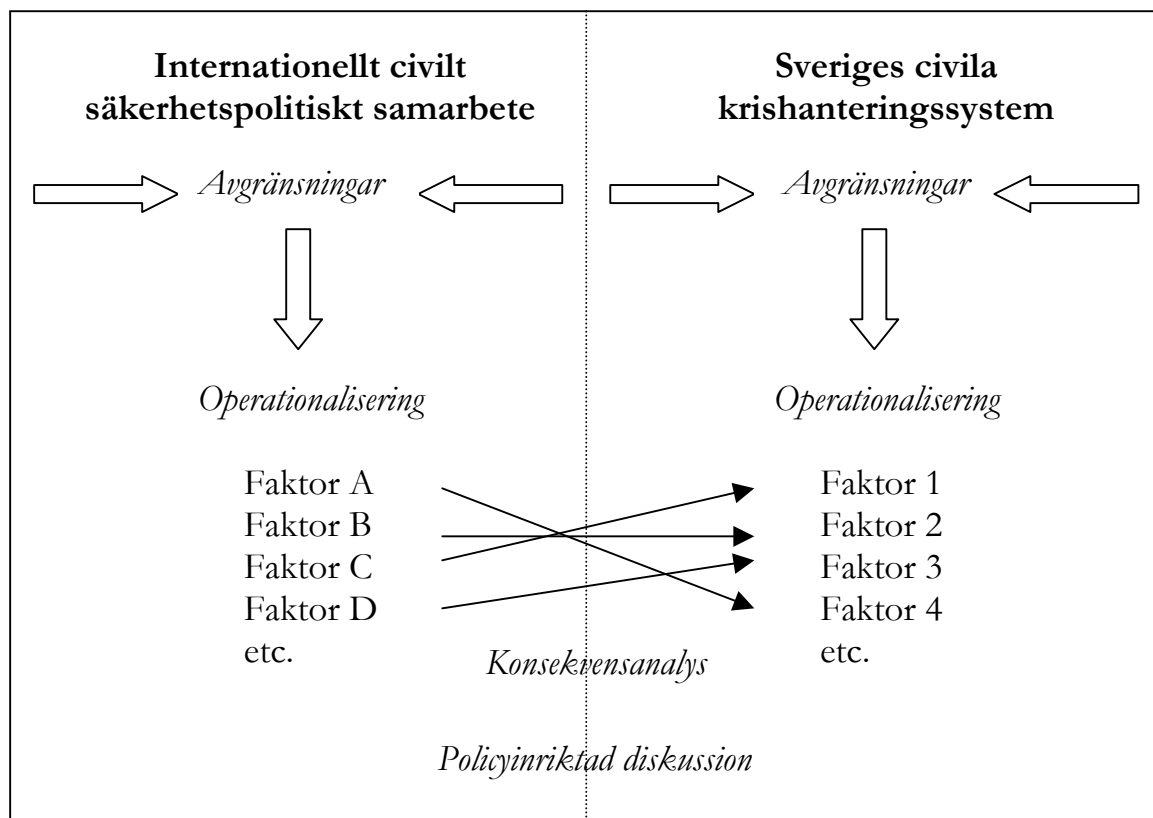 Internationellt civilt
säkerhetspolitiskt samarbete
Avgränsningar
Operationalisering
Faktor A
Faktor B
Faktor C
Faktor D
etc.
Sveriges civila
krishanteringssystem
Avgränsningar
Operationalisering
Faktor 1
Faktor 2
Faktor 3
Faktor 4
etc.
Konsekvensanalys
Policyinriktad diskussion